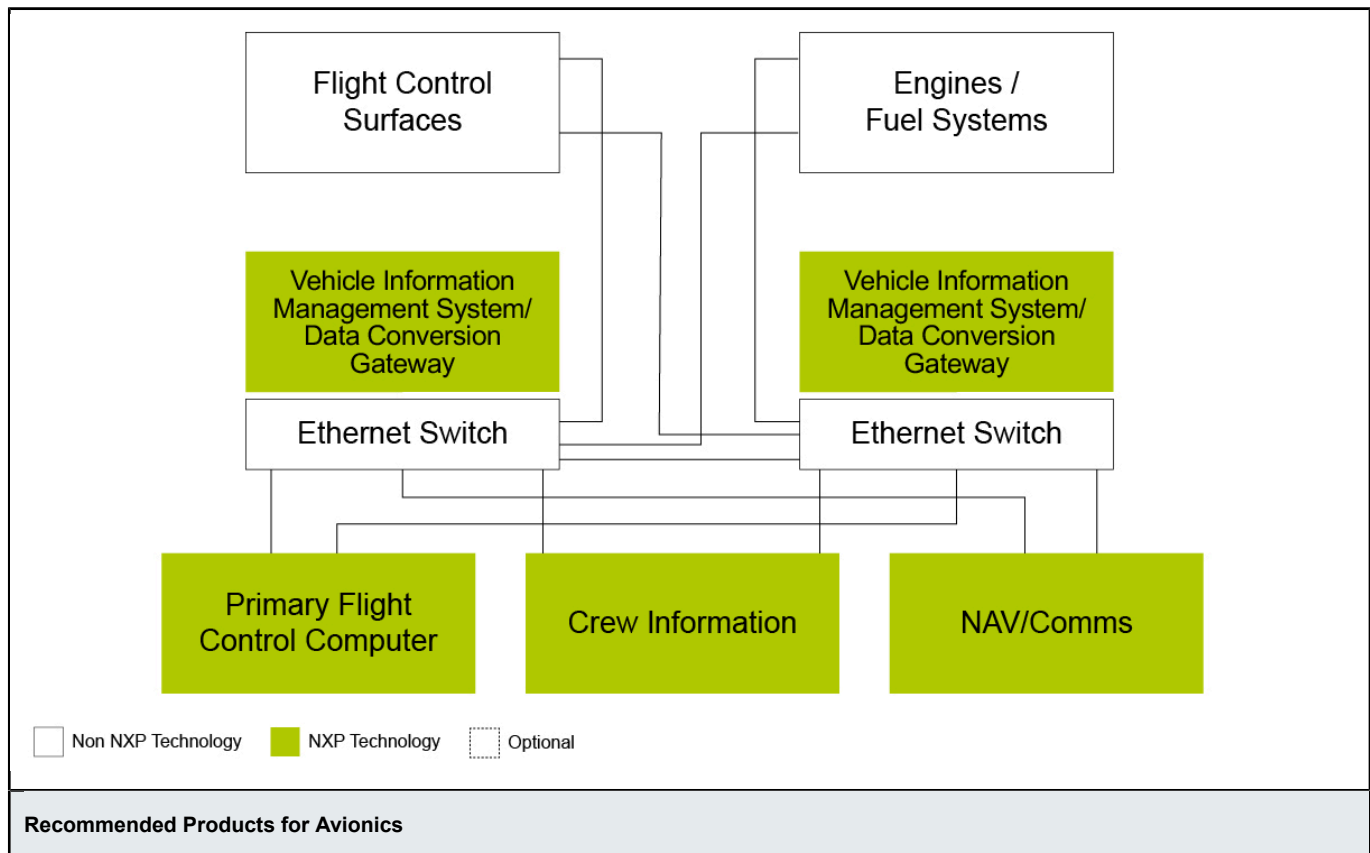 Flight Control
Surfaces
Engines /
Fuel Systems
Vehicle Information
Management System/
Data Conversion
Gateway
Vehicle Information
Management System/
Data Conversion
Gateway
Ethernet Switch
Ethernet Switch
Primary Flight
Control Computer
Crew Information
NAV/Comms
Non NXP Technology
NXP Technology
Optional
Recommended Products for Avionics